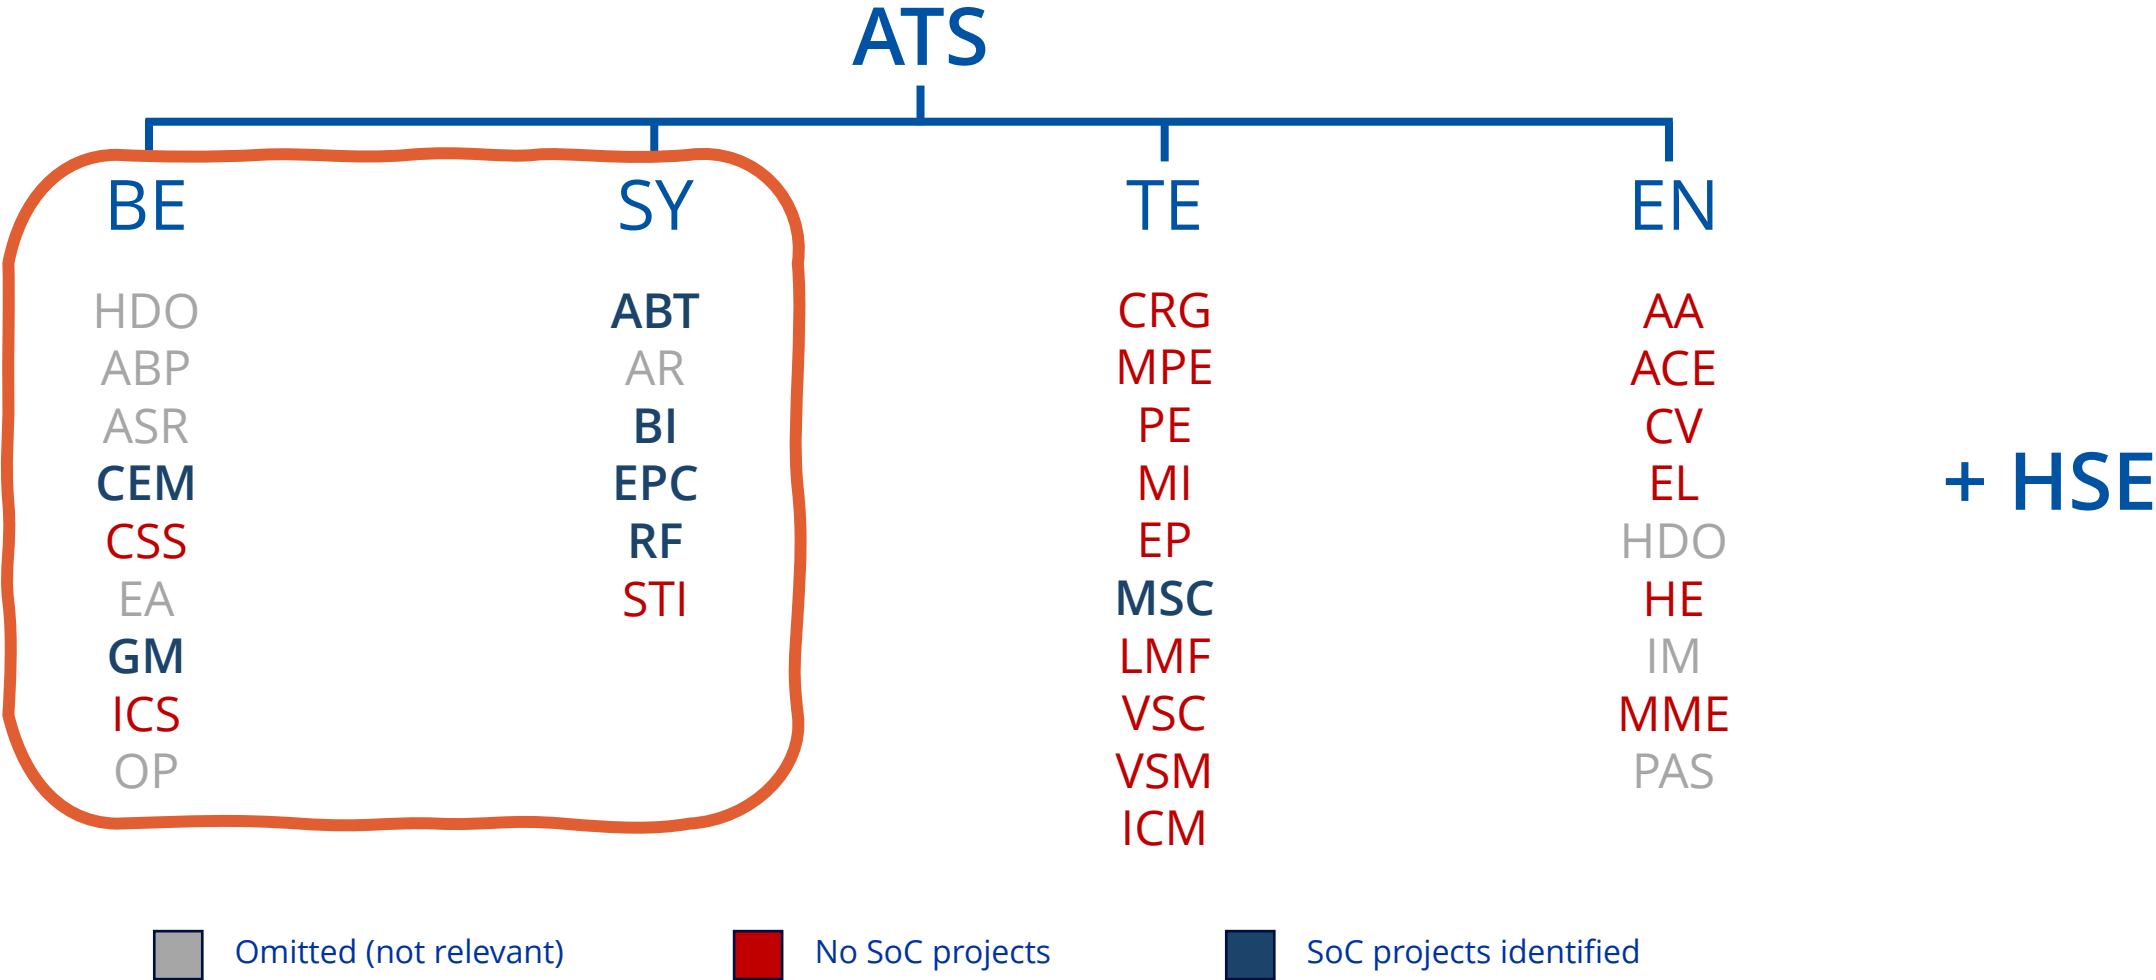 ATS
BE
HDO
ABP
ASR
CEM
CSS
EA
GM
ICS
OP
SY
ABT
AR
BI
EPC
RF
STI
TE
CRG
MPE
PE
MI
EP
MSC
LMF
VSC
VSM
ICM
EN
AA
ACE
CV
EL
HDO
HE
IM
MME
PAS
+ HSE
Omitted (not relevant)
No SoC projects
SoC projects identified